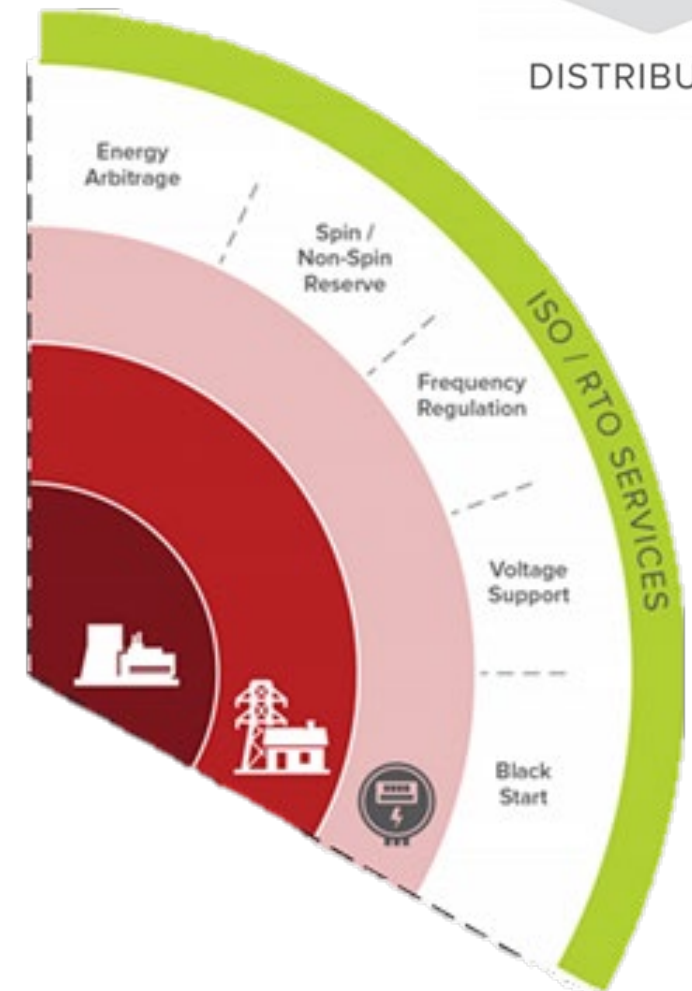 DISTRIBU
Energy
Arbitrage
Spin /
Non-Spin
Reserve
ISO / RTO SERVICES
Frequency
Regulation
Voltage
Support
Black
Start